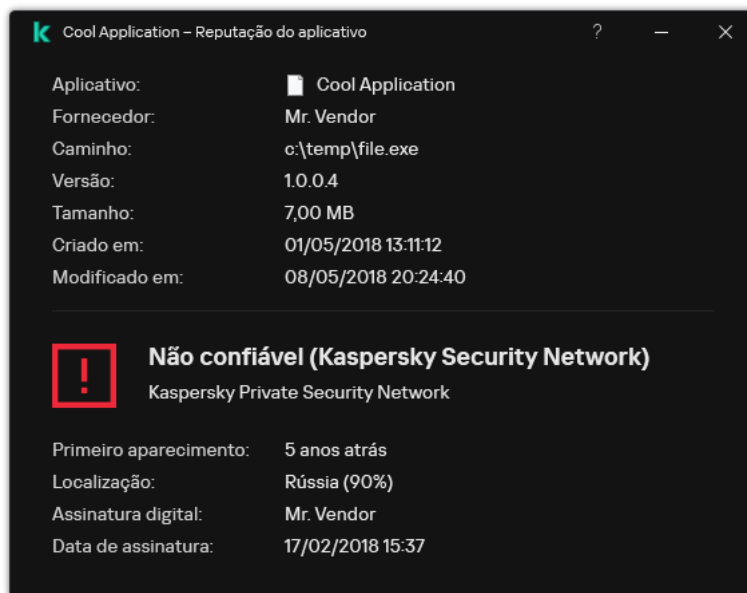 Cool Application – Reputação do aplicativo ?
Aplicativo: Cool Application
Fornecedor: Mr. Vendor
Caminho: c:\temp\file.exe
Versão: 1.0.0.4
Tamanho: 7,00 MB
Criado em: 01/05/2018 13:11:12
Modificado em: 08/05/2018 20:24:40
Não confiável (Kaspersky Security Network)
Kaspersky Private Security Network
Primeiro aparecimento: 5 anos atrás
Localização: Rússia (90%)
Assinatura digital: Mr. Vendor
Data de assinatura: 17/02/2018 15:37